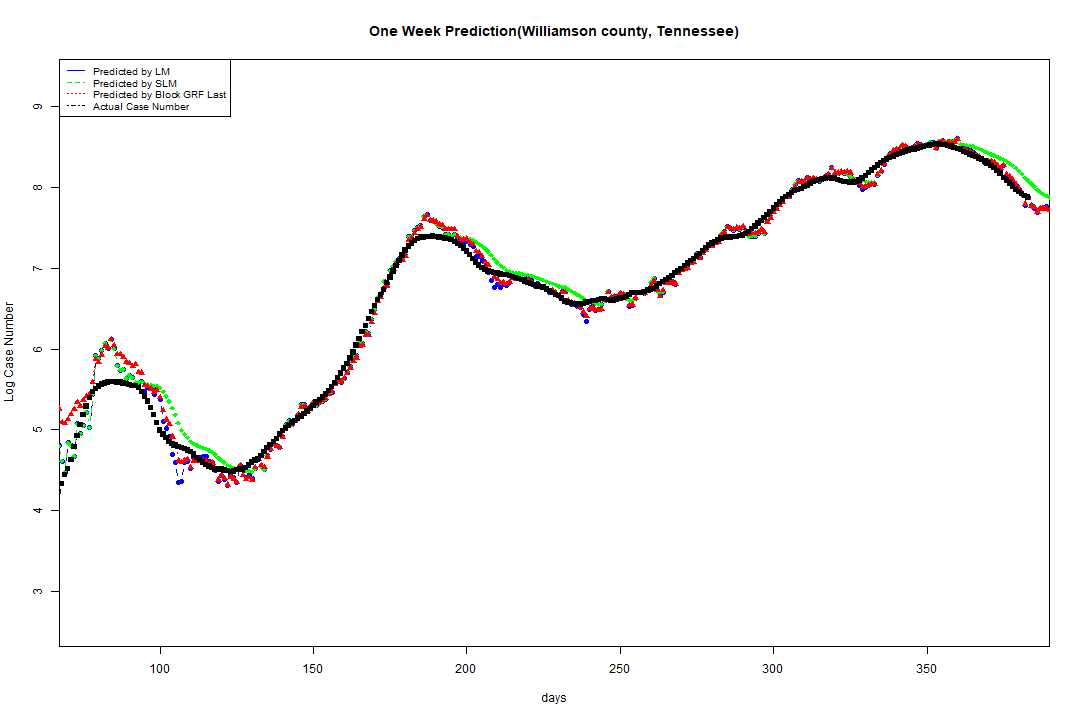 One Week Prediction(Williamson county, Tennessee)
Predicted by LM
Predicted by SLM
Predicted by Block GRF Last
Actual Case Number
9
8
7
6
5
4
3
Log Case Number
100 150 200 250 300 350
days